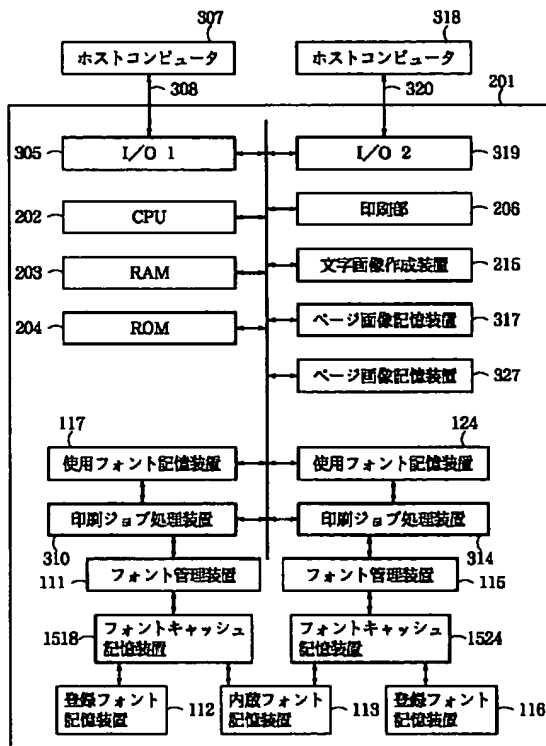 307
318
ホストコンピュータ
ホストコンピュータ
308
320
201
305
I/O 1
I/O 2
319
202
CPU
印刷部
206
203
RAM
文字画像作成装置
215
204
ROM
ページ画像記憶装置
317
ページ画像記憶装置
327
117
124
使用フォント記憶装置
使用フォント記憶装置
印刷ジョブ処理装置
印刷ジョブ処理装置
310
314
111
フォント管理装置
フォント管理装置
115
1518
フォントキャッシュ
記憶装置
フォントキャッシュ
記憶装置
1524
登録フォント
記憶装置
112
内蔵フォント
記憶装置
113
登録フォント
記憶装置
116